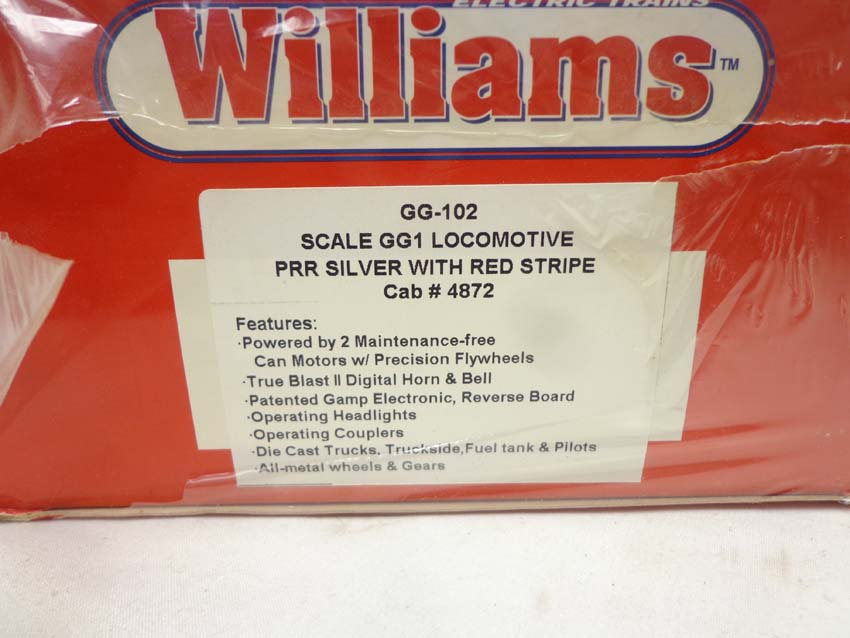 ELECTRIC TRAINS
Williams™
GG-102
SCALE GG1 LOCOMOTIVE
PRR SILVER WITH RED STRIPE
Cab # 4872
Features:
·Powered by 2 Maintenance-free
Can Motors w/ Precision Flywheels
·True Blast II Digital Horn & Bell
·Patented Gamp Electronic, Reverse Board
·Operating Headlights
·Operating Couplers
·Die Cast Trucks, Truckside,Fuel tank & Pilots
·All-metal wheels & Gears